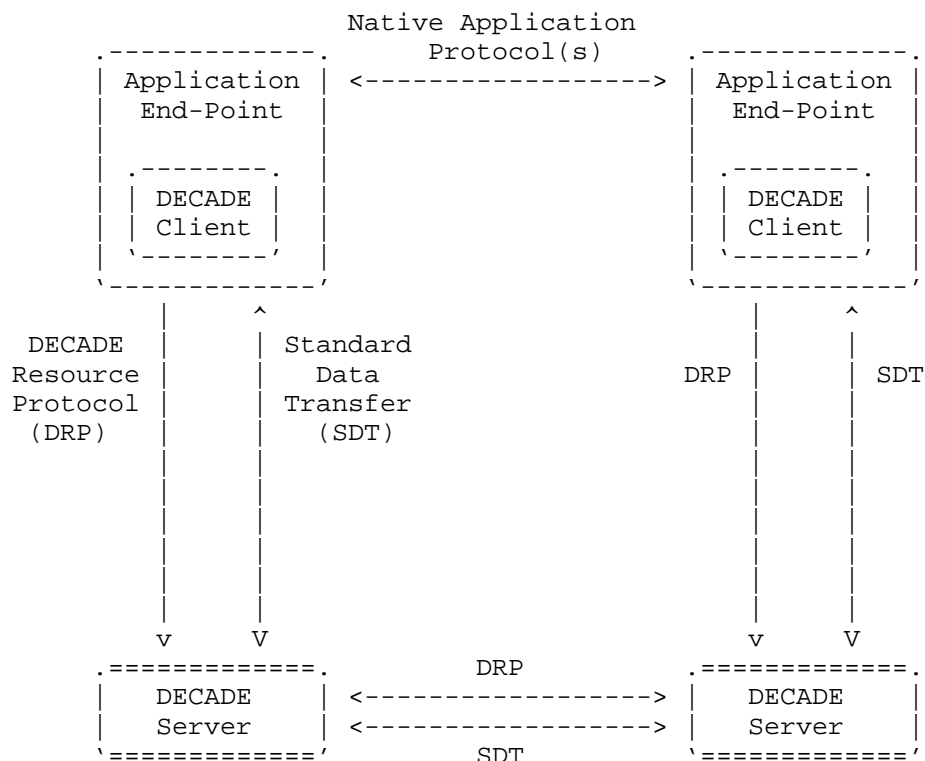 Native Application
Protocol(s)
Application
End-Point
DECADE
Client
Application
End-Point
DECADE
Client
DECADE
Resource
Protocol
(DRP)
Standard
Data
Transfer
(SDT)
DRP
SDT
DECADE
Server
DRP
SDT
DECADE
Server